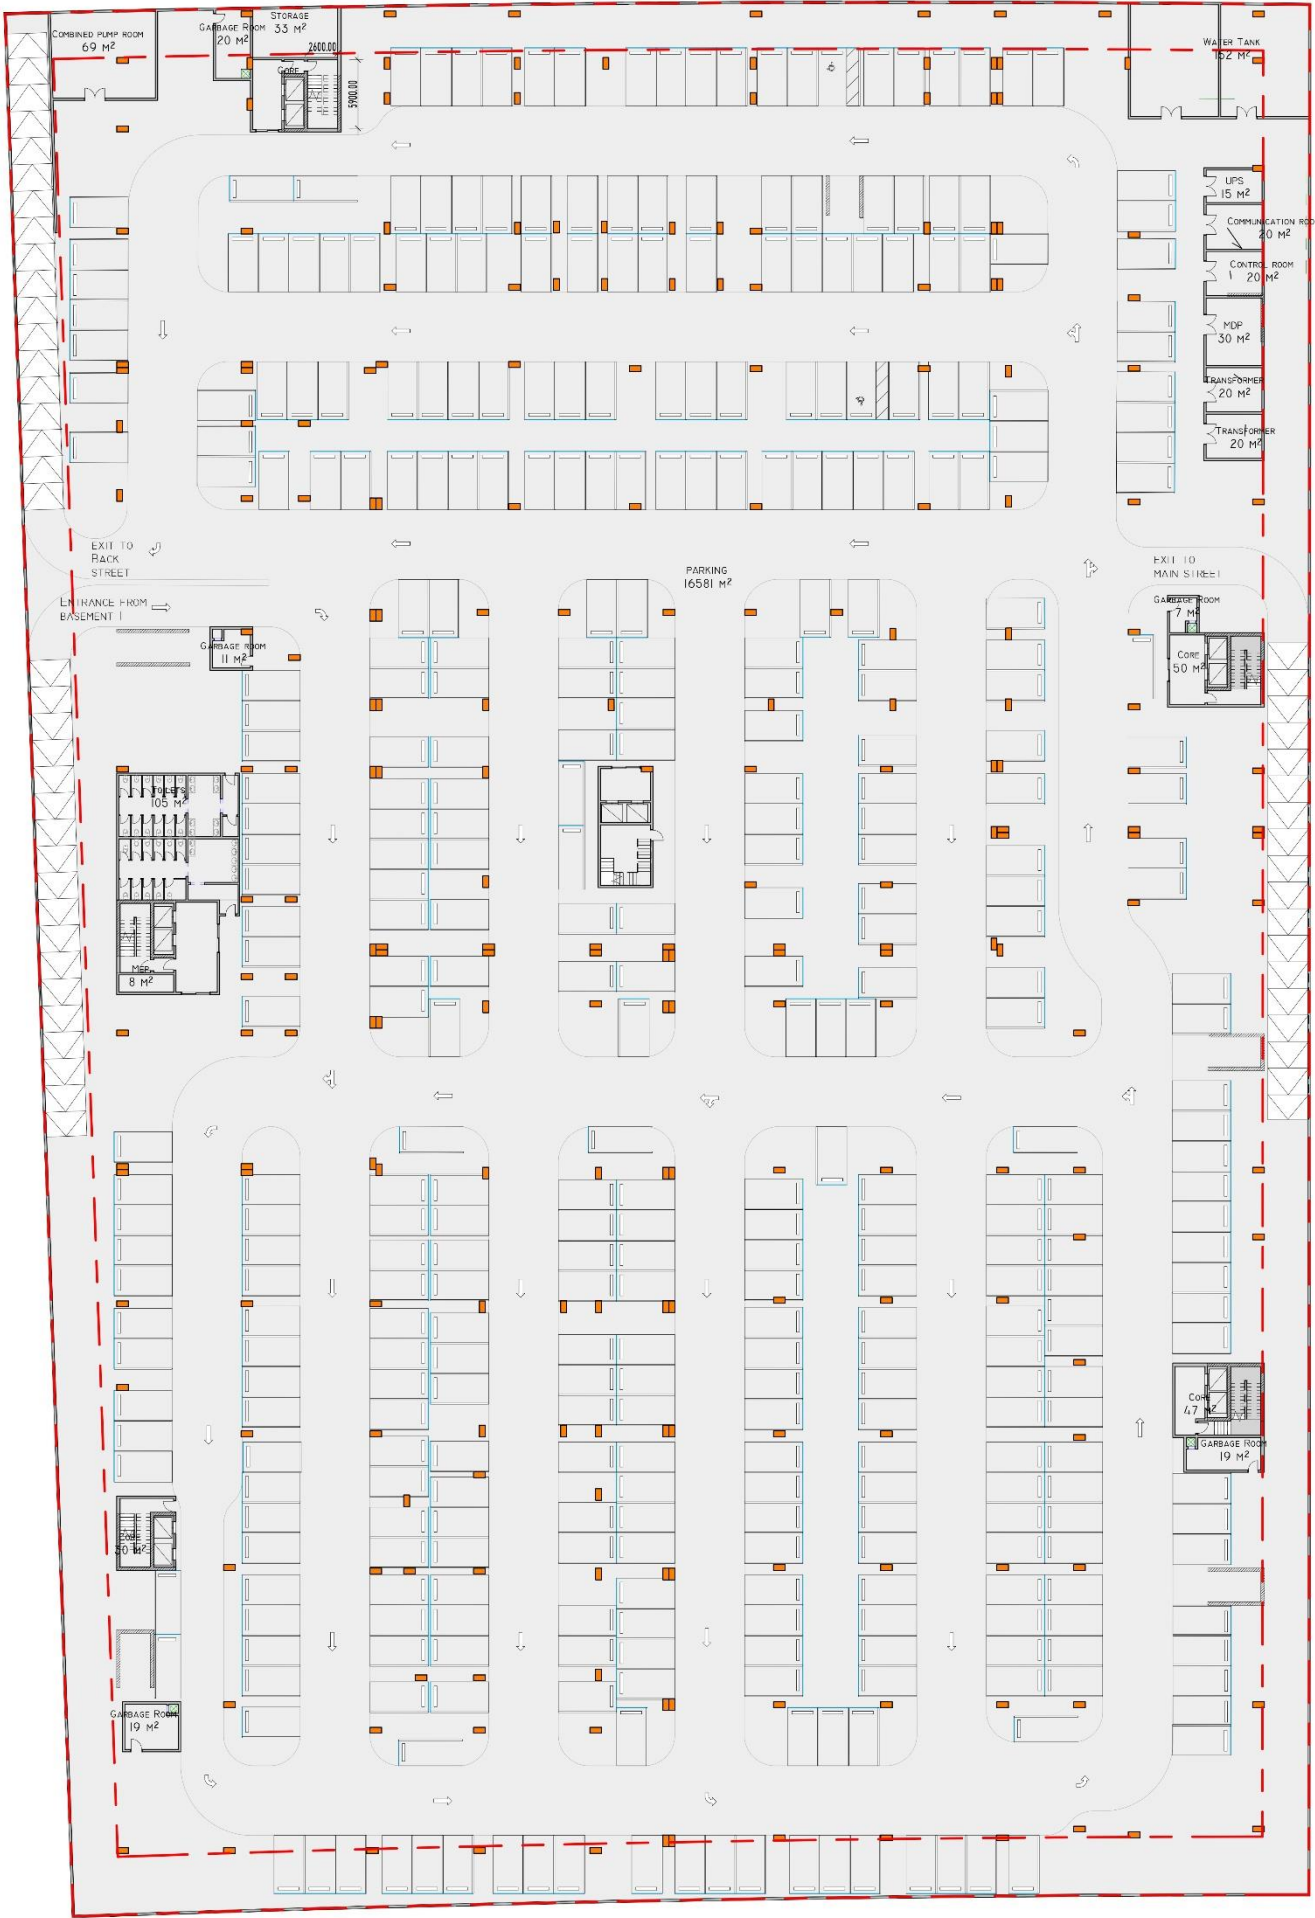 Combined pump room
69 m²
Garbage Room
20 m²
Storage
33 m²
2600.00
5900.00
Core
Water Tank
152 m²
UPS
15 m²
Communication Roo
20 m²
Control room
20 m²
MDP
30 m²
Transformer
20 m²
Transformer
20 m²
EXIT TO
BACK
STREET
Entrance from
basement 1
PARKING
16581 m²
EXIT TO
MAIN STREET
Garbage Room
7 m²
Core
50 m²
Garbage room
11 m²
Toilets
105 m²
MEP
8 m²
Core
47 m²
Garbage Room
19 m²
Core
30 m²
Garbage Room
19 m²